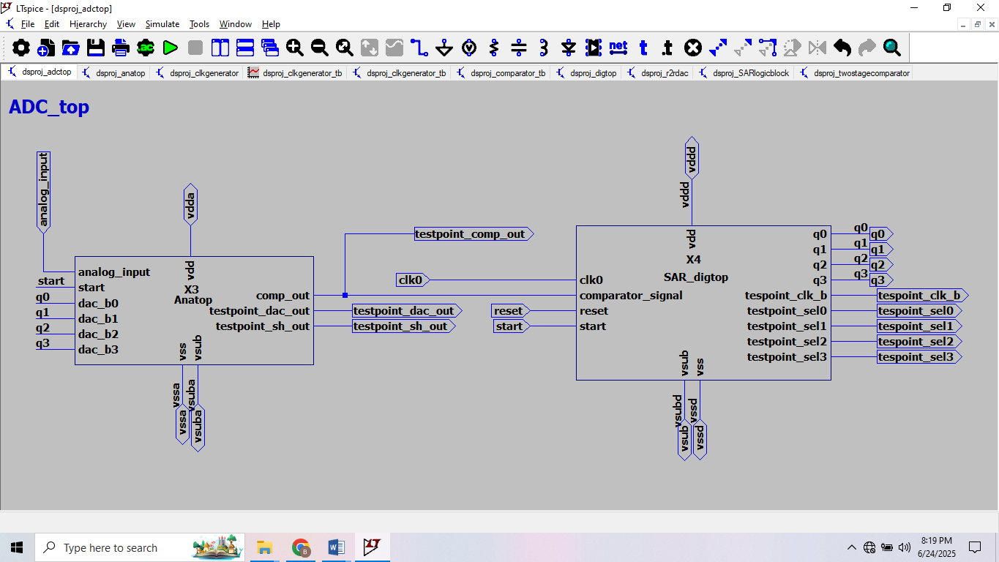 LTspice - [dsproj_adctop]
File Edit Hierarchy View Simulate Tools Window Help
.ac net t .t
dsproj_adctop dsproj_anatop dsproj_clkgenerator dsproj_clkgenerator_tb dsproj_clkgenerator_tb dsproj_comparator_tb dsproj_digtop dsproj_r2rdac dsproj_SARlogicblock dsproj_twostagecomparator
ADC_top
analog_input
vdda
analog_input
start
start
q0
dac_b0
q1
dac_b1
q2
dac_b2
q3
dac_b3
vdd
X3
Anatop
comp_out
testpoint_dac_out
testpoint_sh_out
vss
vsub
vssa
vsuba
vssa
vsuba
testpoint_comp_out
testpoint_dac_out
testpoint_sh_out
clk0
reset
start
vddd
vddd
vdd
X4
SAR_digtop
clk0
comparator_signal
reset
start
q0
q1
q2
q3
tespoint_clk_b
testpoint_sel0
testpoint_sel1
testpoint_sel2
testpoint_sel3
vsub
vss
vsubd
vssd
vsub
vssd
q0 q0
q1 q1
q2 q2
q3 q3
tespoint_clk_b
tespoint_sel0
tespoint_sel1
tespoint_sel2
tespoint_sel3
Type here to search
8:19 PM
6/24/2025